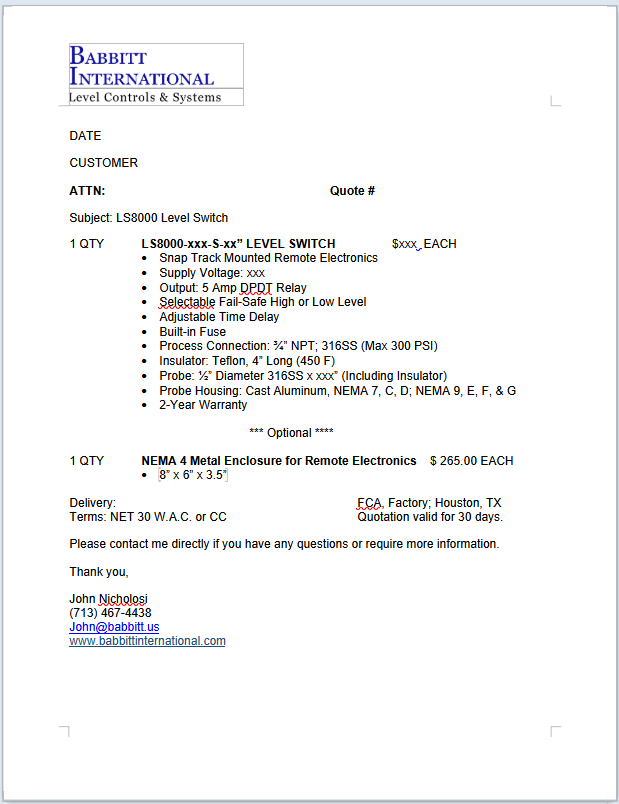 BABBITT
INTERNATIONAL
Level Controls & Systems
DATE
CUSTOMER
ATTN: Quote #
Subject: LS8000 Level Switch
1 QTY LS8000-xxx-S-xx” LEVEL SWITCH $xxx EACH
• Snap Track Mounted Remote Electronics
• Supply Voltage: xxx
• Output: 5 Amp DPDT Relay
• Selectable Fail-Safe High or Low Level
• Adjustable Time Delay
• Built-in Fuse
• Process Connection: ¾” NPT; 316SS (Max 300 PSI)
• Insulator: Teflon, 4” Long (450 F)
• Probe: ½” Diameter 316SS x xxx” (Including Insulator)
• Probe Housing: Cast Aluminum, NEMA 7, C, D; NEMA 9, E, F, & G
• 2-Year Warranty
*** Optional ****
1 QTY NEMA 4 Metal Enclosure for Remote Electronics $ 265.00 EACH
• 8” x 6” x 3.5”
Delivery: FCA, Factory; Houston, TX
Terms: NET 30 W.A.C. or CC Quotation valid for 30 days.
Please contact me directly if you have any questions or require more information.
Thank you,
John Nicholosi
(713) 467-4438
John@babbitt.us
www.babbittinternational.com